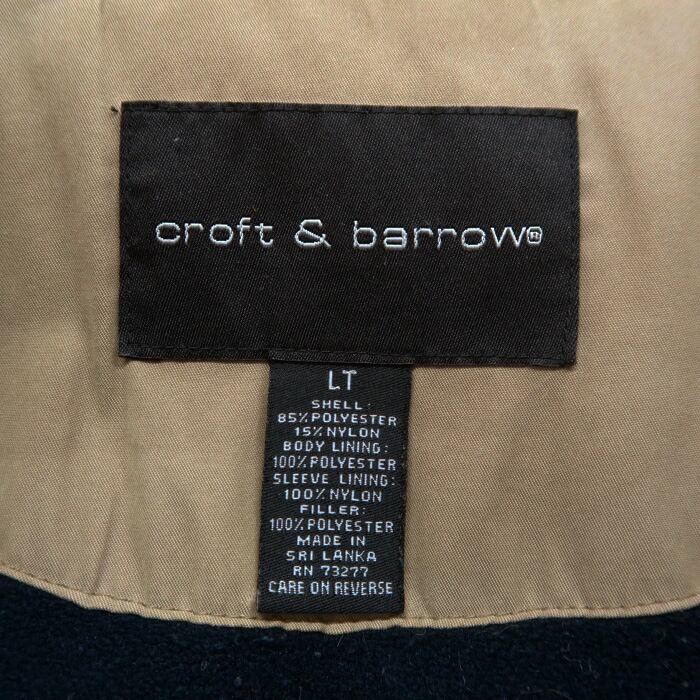 croft & barrow®
LT
SHELL:
85%POLYESTER
15%NYLON
BODY LINING:
100%POLYESTER
SLEEVE LINING:
100%NYLON
FILLER:
100%POLYESTER
MADE IN
SRI LANKA
RN 73277
CARE ON REVERSE